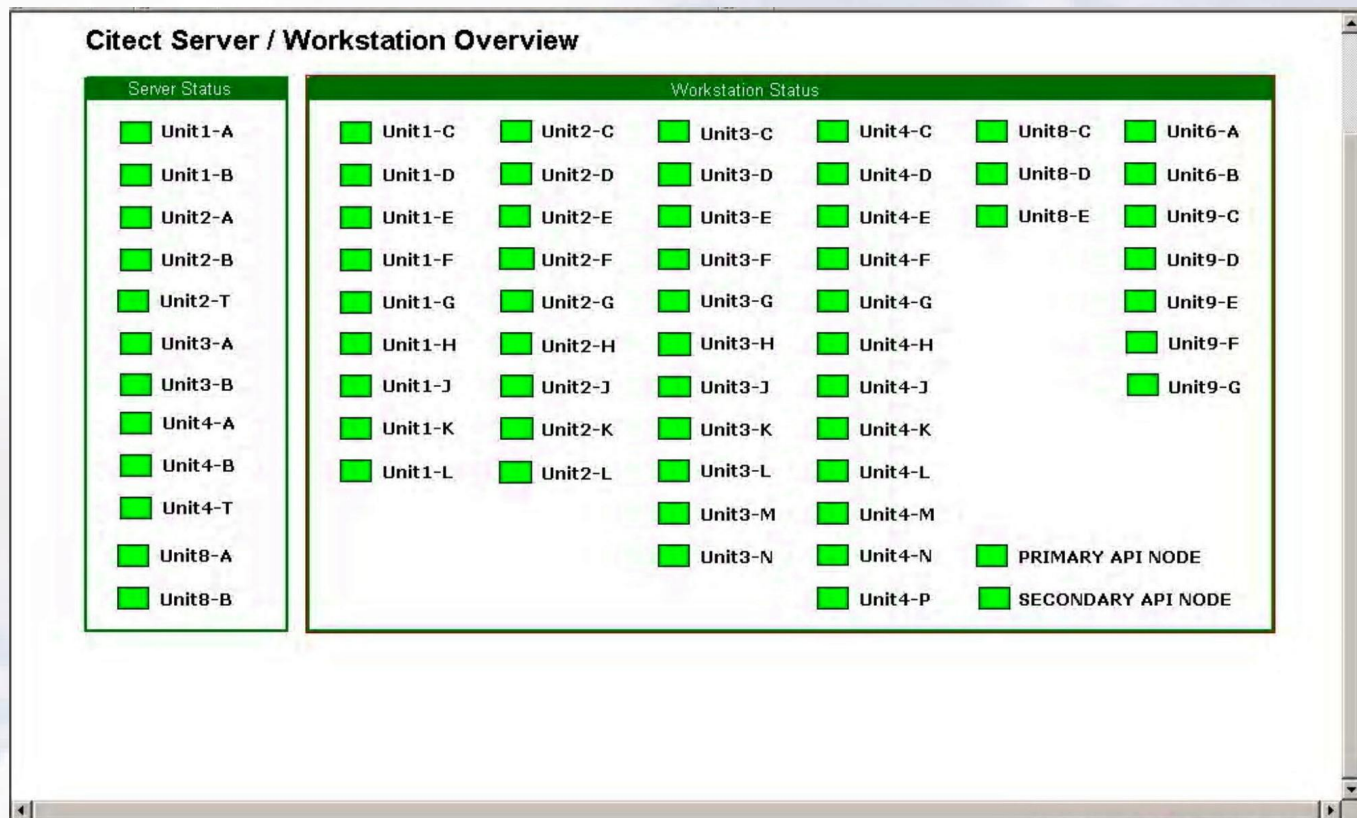 Citect Server / Workstation Overview
Server Status
Unit1-A
Unit1-B
Unit2-A
Unit2-B
Unit2-T
Unit3-A
Unit3-B
Unit4-A
Unit4-B
Unit4-T
Unit8-A
Unit8-B
Workstation Status
Unit1-C Unit2-C Unit3-C Unit4-C Unit8-C Unit6-A
Unit1-D Unit2-D Unit3-D Unit4-D Unit8-D Unit6-B
Unit1-E Unit2-E Unit3-E Unit4-E Unit8-E Unit9-C
Unit1-F Unit2-F Unit3-F Unit4-F Unit9-D
Unit1-G Unit2-G Unit3-G Unit4-G Unit9-E
Unit1-H Unit2-H Unit3-H Unit4-H Unit9-F
Unit1-J Unit2-J Unit3-J Unit4-J Unit9-G
Unit1-K Unit2-K Unit3-K Unit4-K
Unit1-L Unit2-L Unit3-L Unit4-L
Unit3-M Unit4-M
Unit3-N Unit4-N PRIMARY API NODE
Unit4-P SECONDARY API NODE